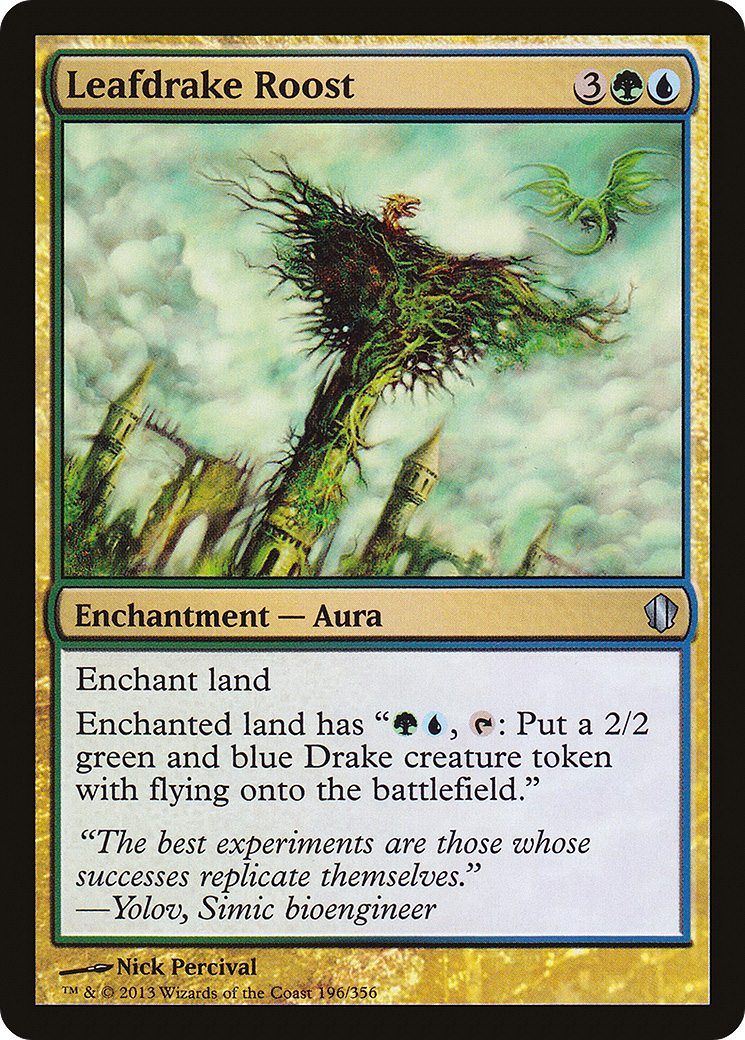 Leafdrake Roost 3
Enchantment — Aura
Enchant land
Enchanted land has “ , : Put a 2/2
green and blue Drake creature token
with flying onto the battlefield.”
“The best experiments are those whose
successes replicate themselves.”
—Yolov, Simic bioengineer
Nick Percival
™ & © 2013 Wizards of the Coast 196/356